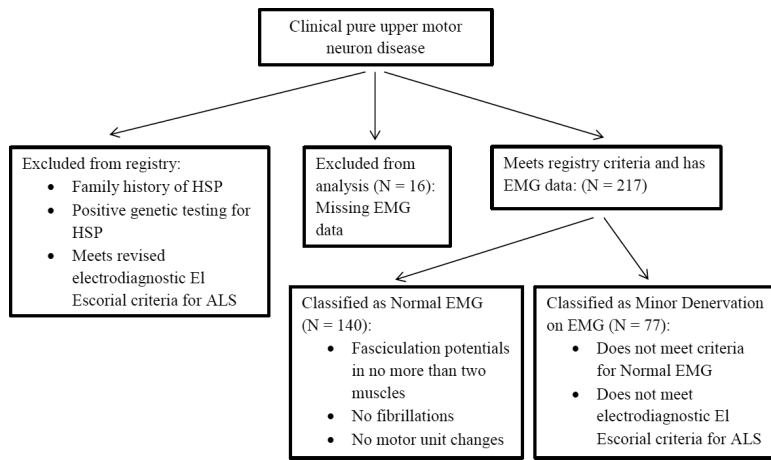 Clinical pure upper motor
neuron disease
Excluded from registry:
• Family history of HSP
• Positive genetic testing for
HSP
• Meets revised
electrodiagnostic El
Escorial criteria for ALS
Excluded from
analysis (N = 16):
Missing EMG
data
Meets registry criteria and has
EMG data: (N = 217)
Classified as Normal EMG
(N = 140):
• Fasciculation potentials
in no more than two
muscles
• No fibrillations
• No motor unit changes
Classified as Minor Denervation
on EMG (N = 77):
• Does not meet criteria
for Normal EMG
• Does not meet
electrodiagnostic El
Escorial criteria for ALS